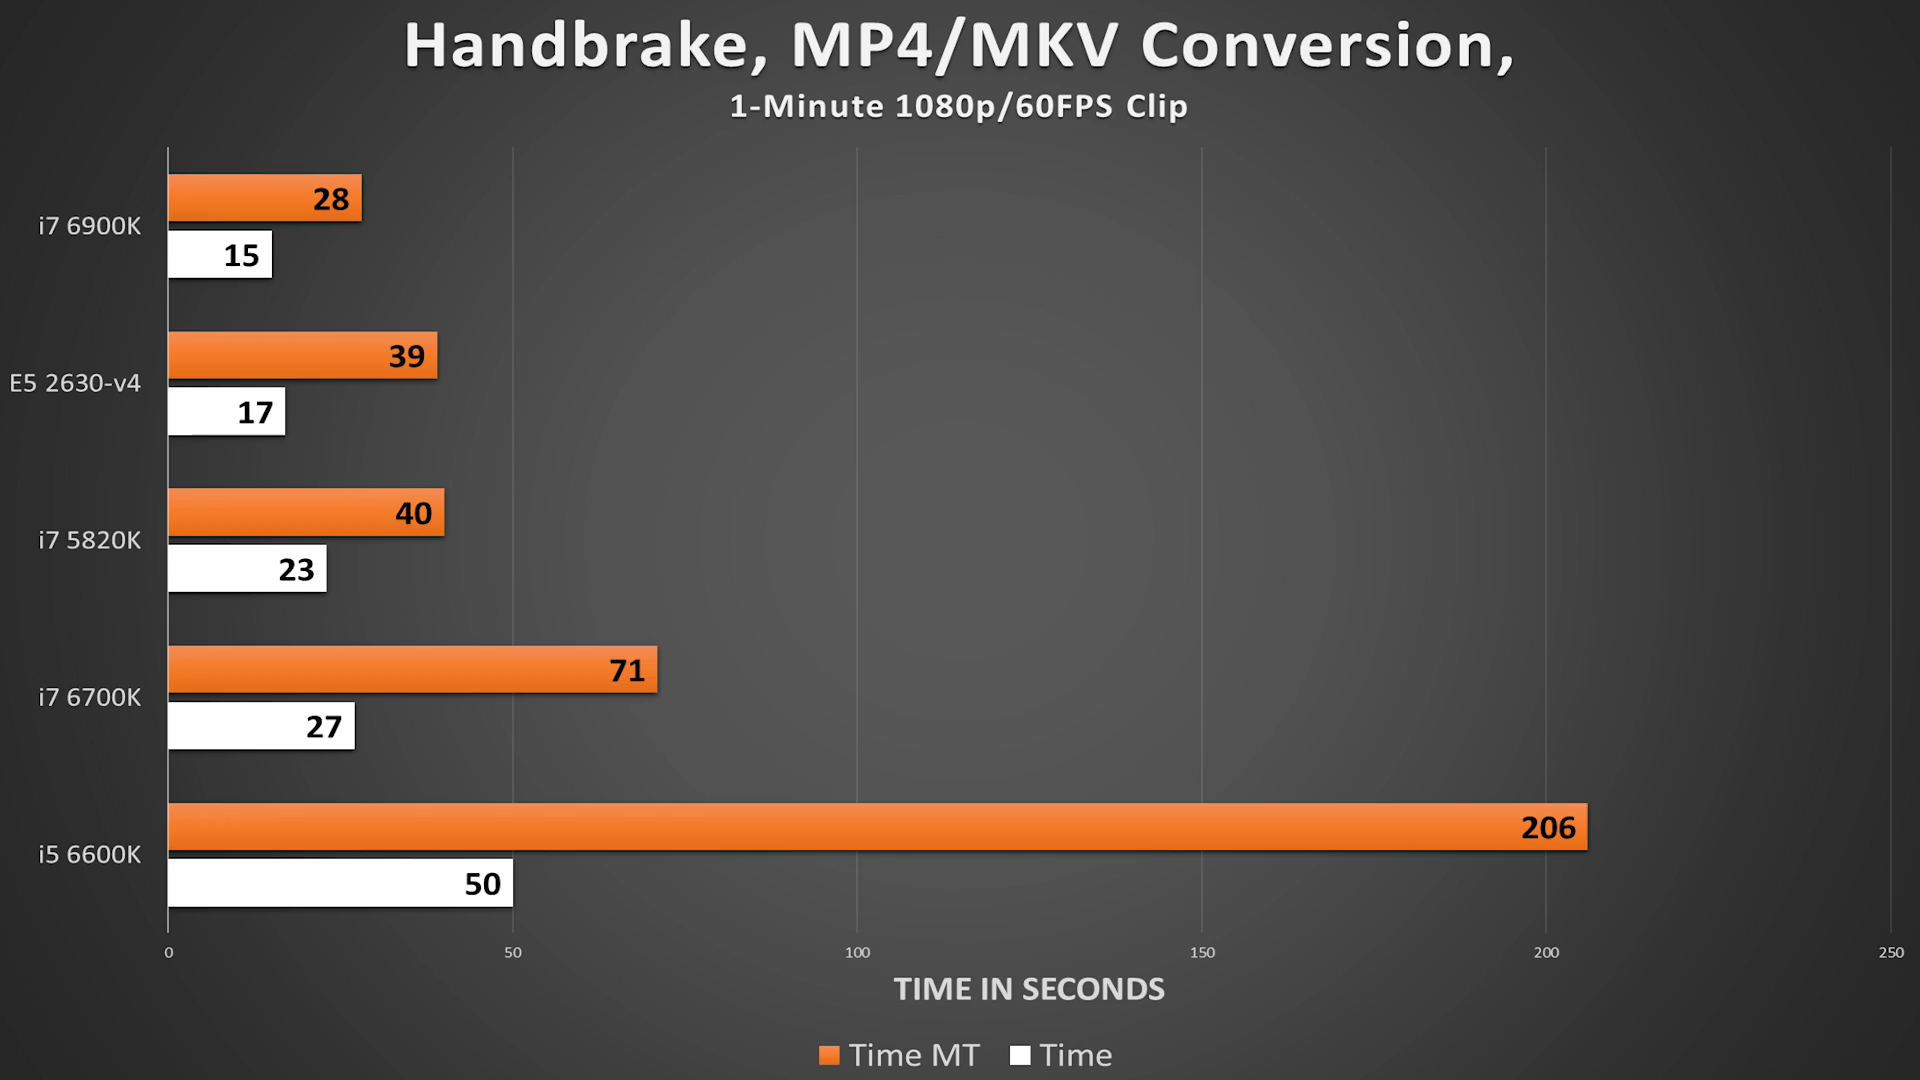 Handbrake, MP4/MKV Conversion,
1-Minute 1080p/60FPS Clip
i7 6900K
28
15
E5 2630-v4
39
17
i7 5820K
40
23
i7 6700K
71
27
i5 6600K
206
50
0 50 100 150 200 250
TIME IN SECONDS
Time MT Time